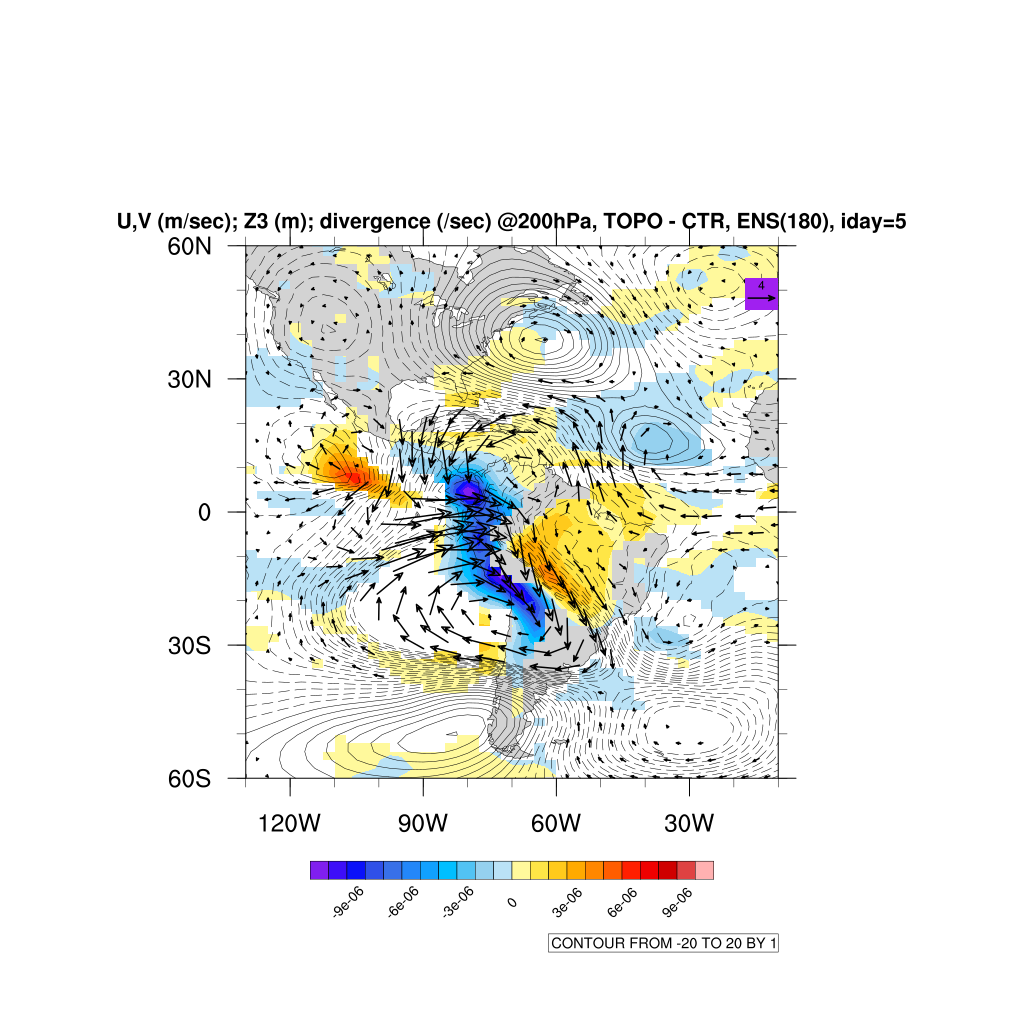 U,V (m/sec); Z3 (m); divergence (/sec) @200hPa, TOPO - CTR, ENS(180), iday=5
60N
4
30N
0
30S
60S
120W 90W 60W 30W
-9e-06 -6e-06 -3e-06 0 3e-06 6e-06 9e-06
CONTOUR FROM -20 TO 20 BY 1